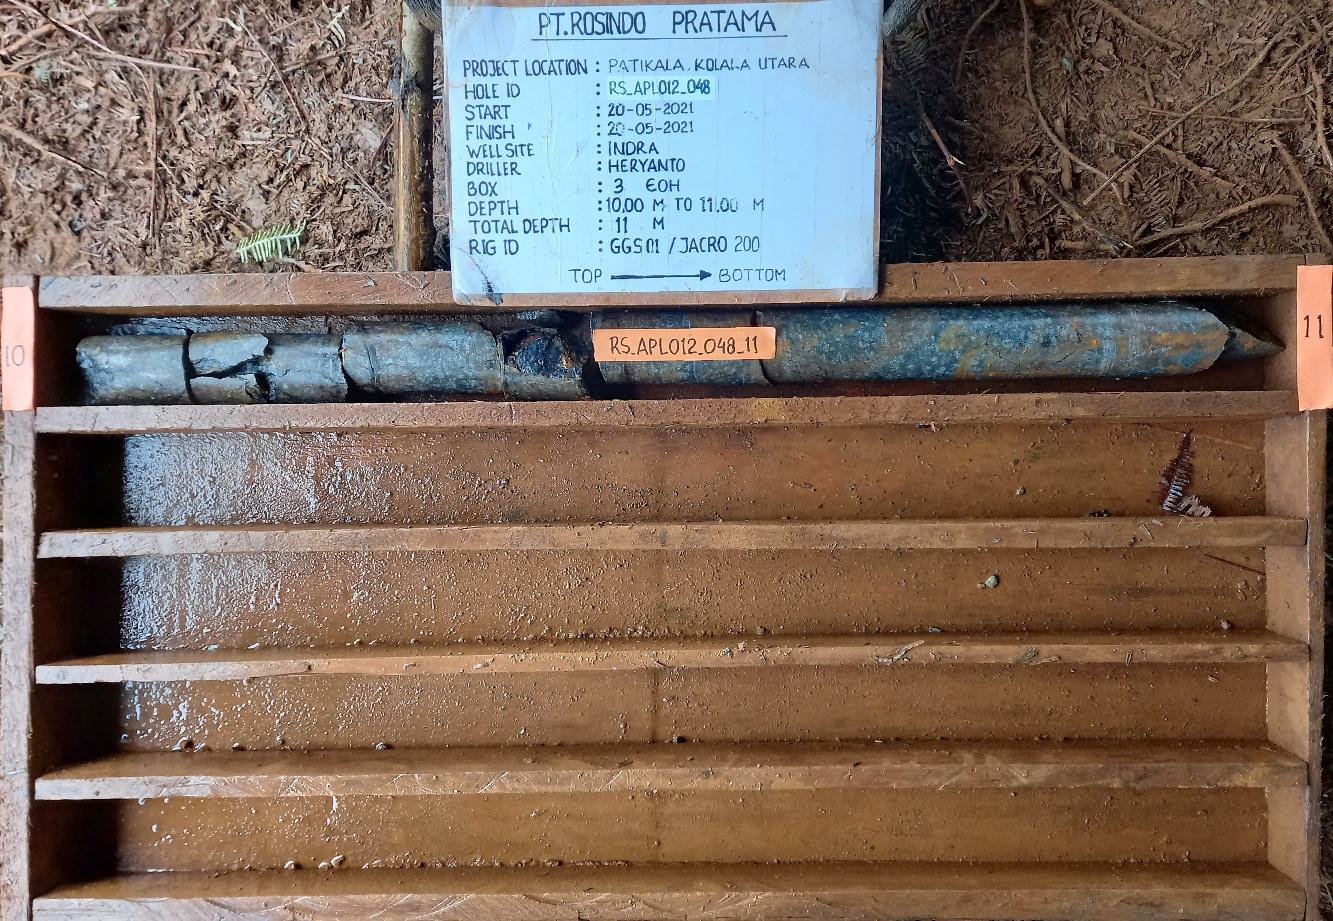 PT.ROSINDO PRATAMA
PROJECT LOCATION : PATIKALA, KOLAKA UTARA
HOLE ID : RS_APL012_048
START : 20-05-2021
FINISH : 20-05-2021
WELLSITE : INDRA
DRILLER : HERYANTO
BOX : 3 EOH
DEPTH : 10,00 M TO 11,00 M
TOTAL DEPTH : 11 M
RIG ID : GGS01 / JACRO 200
TOP → BOTTOM
10
RS_APL012_048_11
11